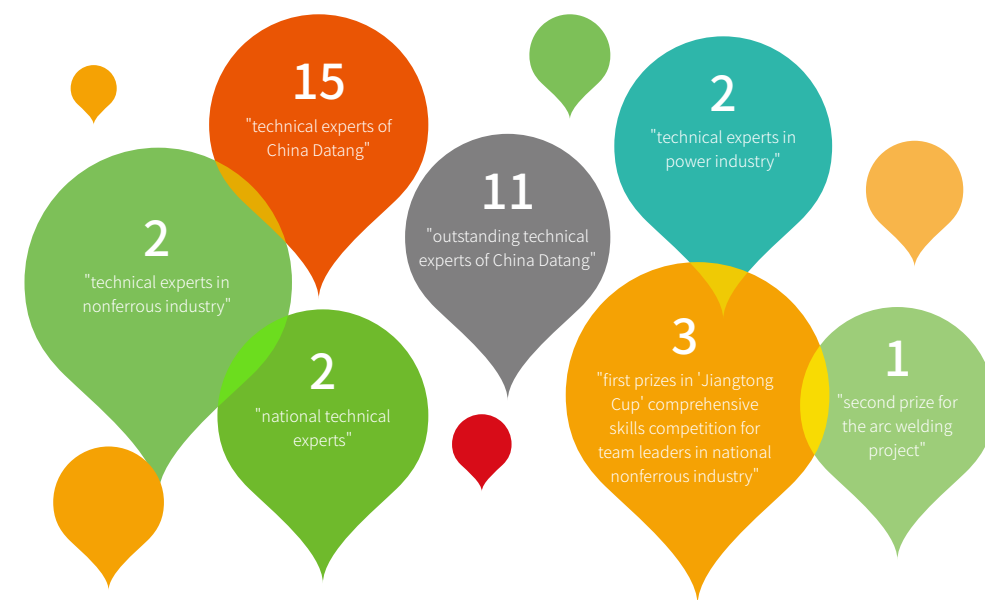 15
"technical experts of
China Datang"
2
"technical experts in
power industry"
11
"outstanding technical
experts of China Datang"
2
"technical experts in
nonferrous industry"
3
"first prizes in 'Jiangtong
Cup' comprehensive
skills competition for
team leaders in national
nonferrous industry"
1
"second prize for
the arc welding
project"
2
"national technical
experts"